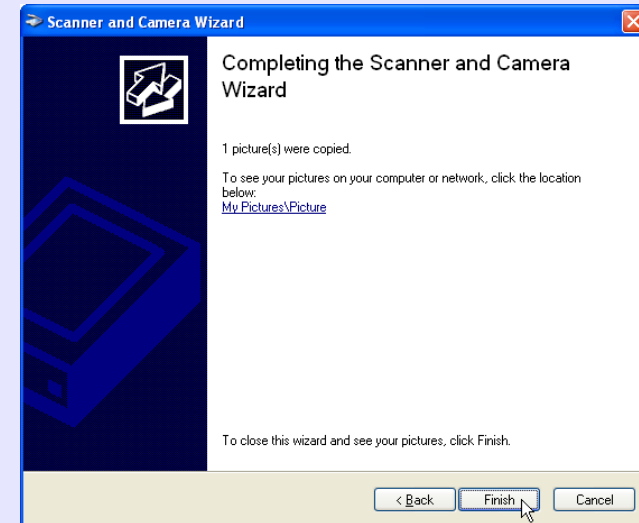 Scanner and Camera Wizard
Completing the Scanner and Camera
Wizard
1 picture(s) were copied.
To see your pictures on your computer or network, click the location
below:
My Pictures\Picture
To close this wizard and see your pictures, click Finish.
< Back Finish Cancel